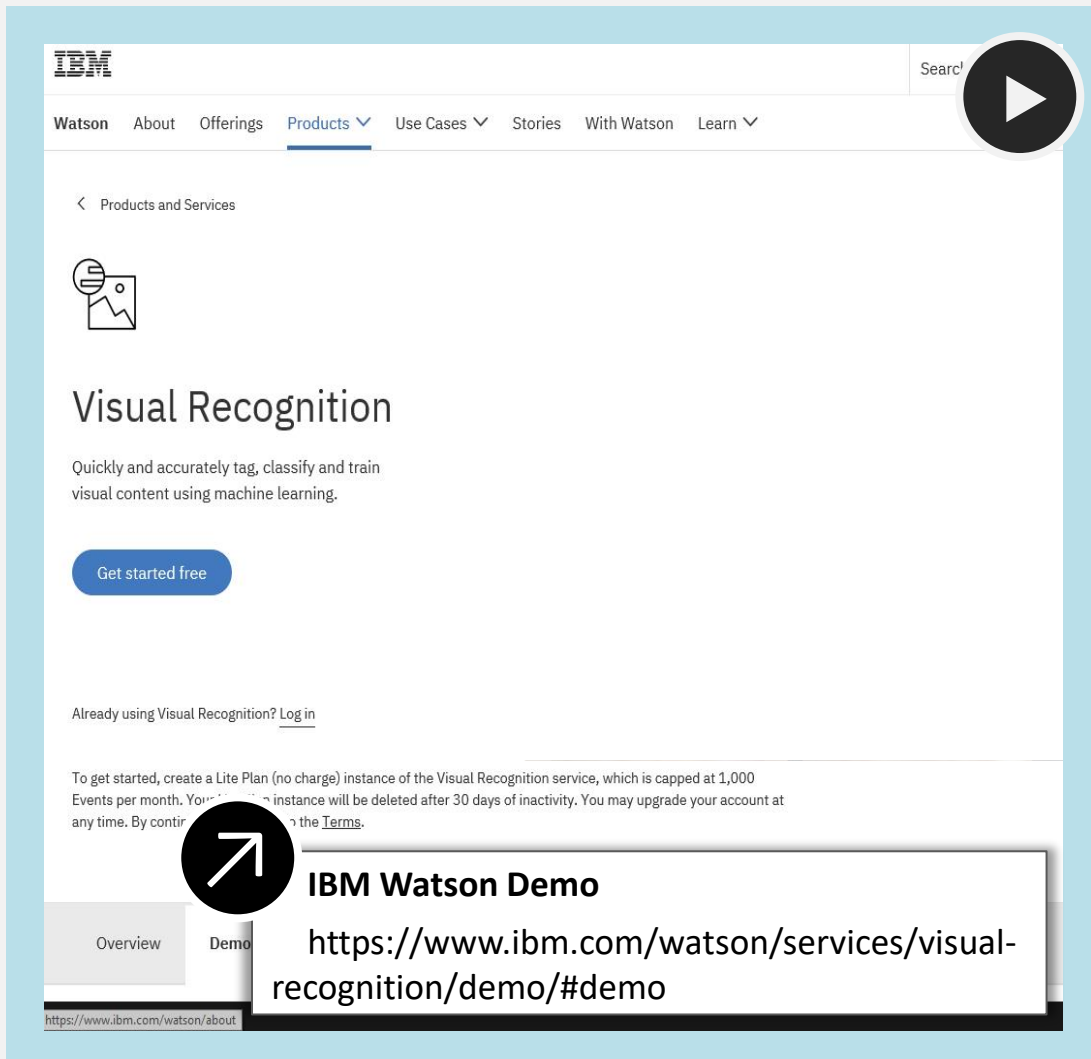 IBM
Search
Watson About Offerings Products Use Cases Stories With Watson Learn
Products and Services
Visual Recognition
Quickly and accurately tag, classify and train
visual content using machine learning.
Get started free
Already using Visual Recognition? Log in
To get started, create a Lite Plan (no charge) instance of the Visual Recognition service, which is capped at 1,000
Events per month. Your instance will be deleted after 30 days of inactivity. You may upgrade your account at
any time. By the Terms.
IBM Watson Demo
https://www.ibm.com/watson/services/visual-
recognition/demo/#demo
Overview Demo
https://www.ibm.com/watson/about